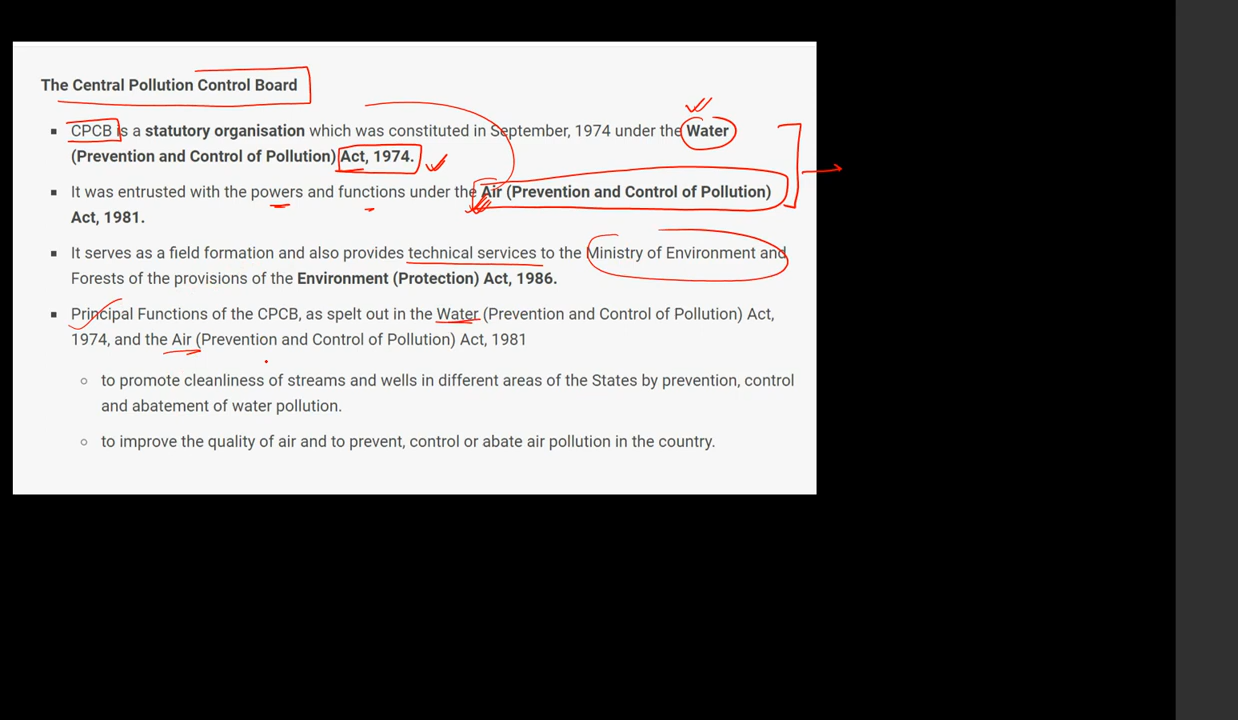 The Central Pollution Control Board
▪ CPCB is a statutory organisation which was constituted in September, 1974 under the Water
(Prevention and Control of Pollution) Act, 1974.
▪ It was entrusted with the powers and functions under the Air (Prevention and Control of Pollution)
Act, 1981.
▪ It serves as a field formation and also provides technical services to the Ministry of Environment and
Forests of the provisions of the Environment (Protection) Act, 1986.
▪ Principal Functions of the CPCB, as spelt out in the Water (Prevention and Control of Pollution) Act,
1974, and the Air (Prevention and Control of Pollution) Act, 1981
○ to promote cleanliness of streams and wells in different areas of the States by prevention, control
and abatement of water pollution.
○ to improve the quality of air and to prevent, control or abate air pollution in the country.